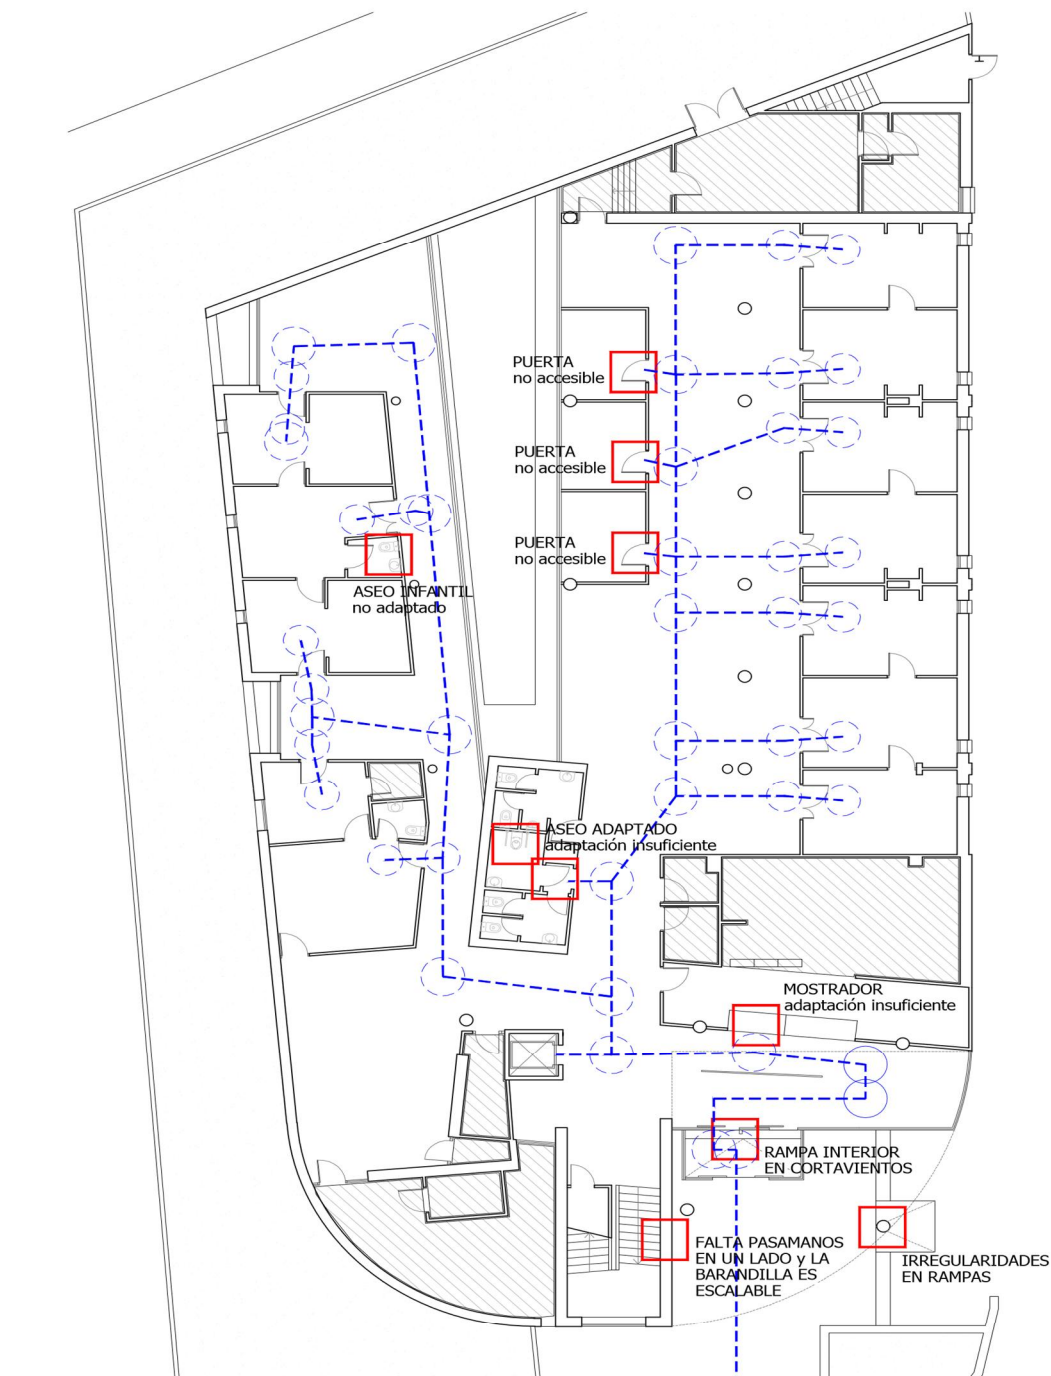 PUERTA
no accesible
PUERTA
no accesible
PUERTA
no accesible
ASEO INFANTIL
no adaptado
ASEO ADAPTADO
adaptación insuficiente
MOSTRADOR
adaptación insuficiente
RAMPA INTERIOR
EN CORTAVIENTOS
FALTA PASAMANOS
EN UN LADO y LA
BARANDILLA ES
ESCALABLE
IRREGULARIDADES
EN RAMPAS